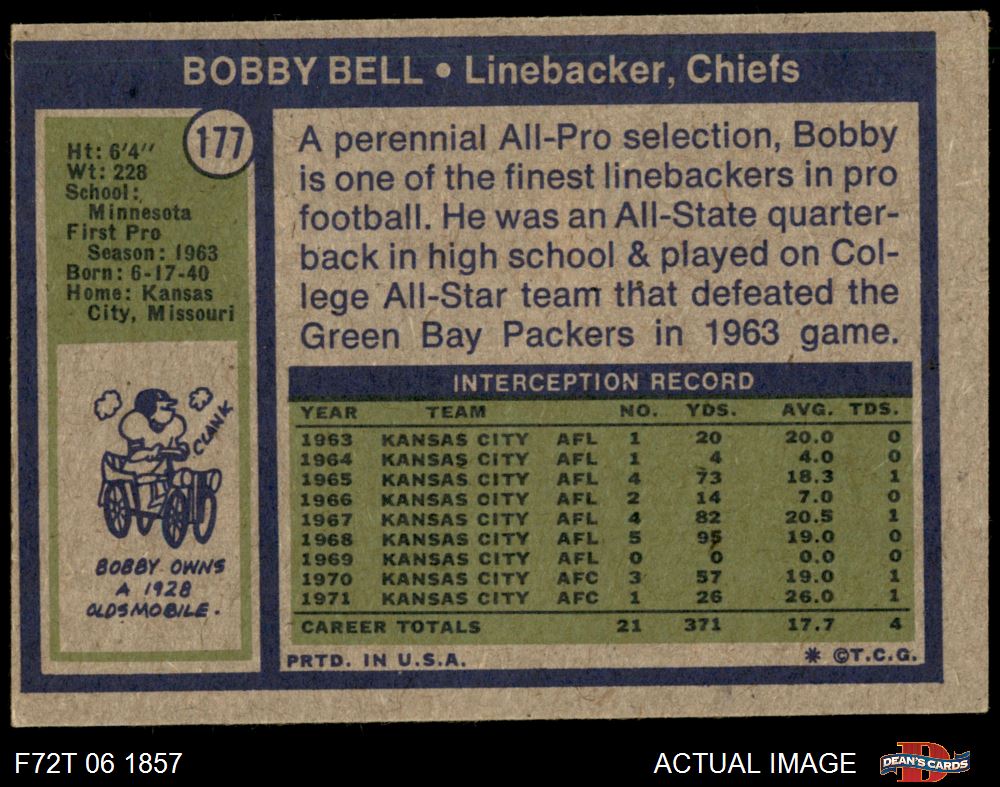 BOBBY BELL • Linebacker, Chiefs
177
Ht: 6'4"
Wt: 228
School:
Minnesota
First Pro
Season: 1963
Born: 6-17-40
Home: Kansas
City, Missouri
CLANK
BOBBY OWNS
A 1928
OLDSMOBILE.
A perennial All-Pro selection, Bobby
is one of the finest linebackers in pro
football. He was an All-State quarter-
back in high school & played on Col-
lege All-Star team that defeated the
Green Bay Packers in 1963 game.
INTERCEPTION RECORD
YEAR TEAM NO. YDS. AVG. TDS.
1963 KANSAS CITY AFL 1 20 20.0 0
1964 KANSAS CITY AFL 1 4 4.0 0
1965 KANSAS CITY AFL 4 73 18.3 1
1966 KANSAS CITY AFL 2 14 7.0 0
1967 KANSAS CITY AFL 4 82 20.5 1
1968 KANSAS CITY AFL 5 95 19.0 0
1969 KANSAS CITY AFL 0 0 0.0 0
1970 KANSAS CITY AFC 3 57 19.0 1
1971 KANSAS CITY AFC 1 26 26.0 1
CAREER TOTALS 21 371 17.7 4
PRTD. IN U.S.A. * ©T.C.G.
F72T 06 1857 ACTUAL IMAGE D DEAN'S CARDS